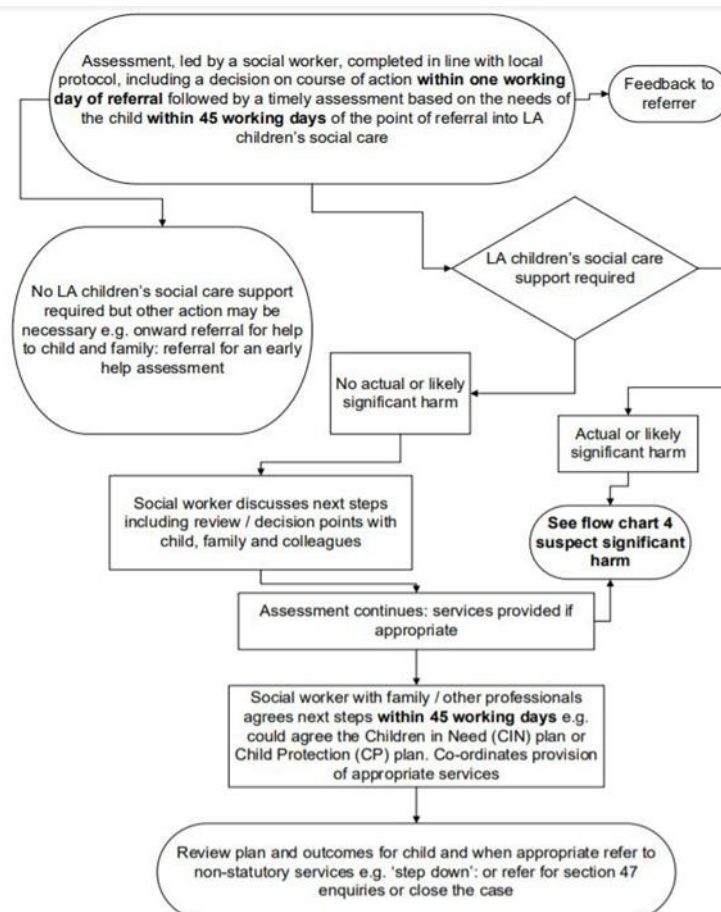 Assessment, led by a social worker, completed in line with local
protocol, including a decision on course of action within one working
day of referral followed by a timely assessment based on the needs of
the child within 45 working days of the point of referral into LA
children's social care
Feedback to
referrer
LA children's social care
support required
No LA children's social care support
required but other action may be
necessary e.g. onward referral for help
to child and family: referral for an early
help assessment
No actual or likely
significant harm
Actual or likely
significant harm
Social worker discusses next steps
including review / decision points with
child, family and colleagues
See flow chart 4
suspect significant
harm
Assessment continues: services provided if
appropriate
Social worker with family / other professionals
agrees next steps within 45 working days e.g.
could agree the Children in Need (CIN) plan or
Child Protection (CP) plan. Co-ordinates provision
of appropriate services
Review plan and outcomes for child and when appropriate refer to
non-statutory services e.g. 'step down': or refer for section 47
enquiries or close the case